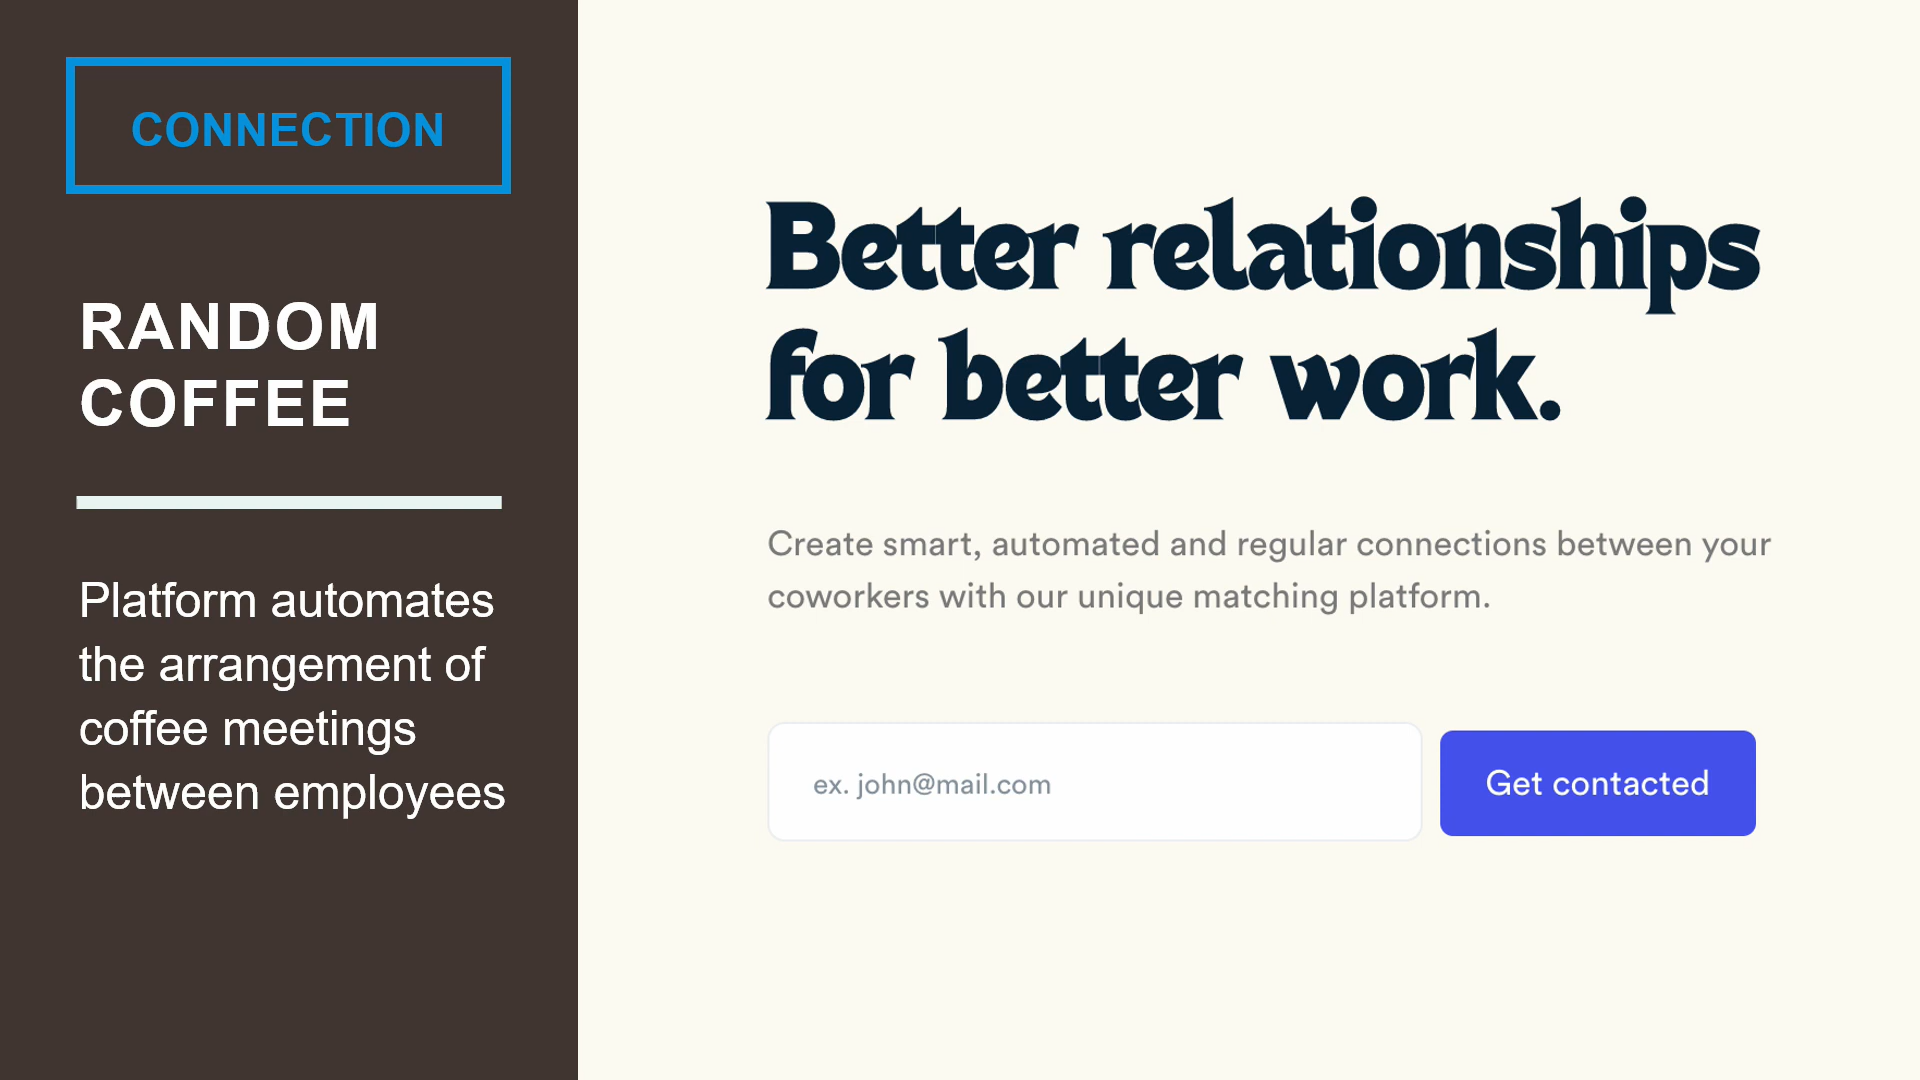 CONNECTION
RANDOM
COFFEE
Platform automates
the arrangement of
coffee meetings
between employees
Better relationships
for better work.
Create smart, automated and regular connections between your
coworkers with our unique matching platform.
ex. john@mail.com
Get contacted